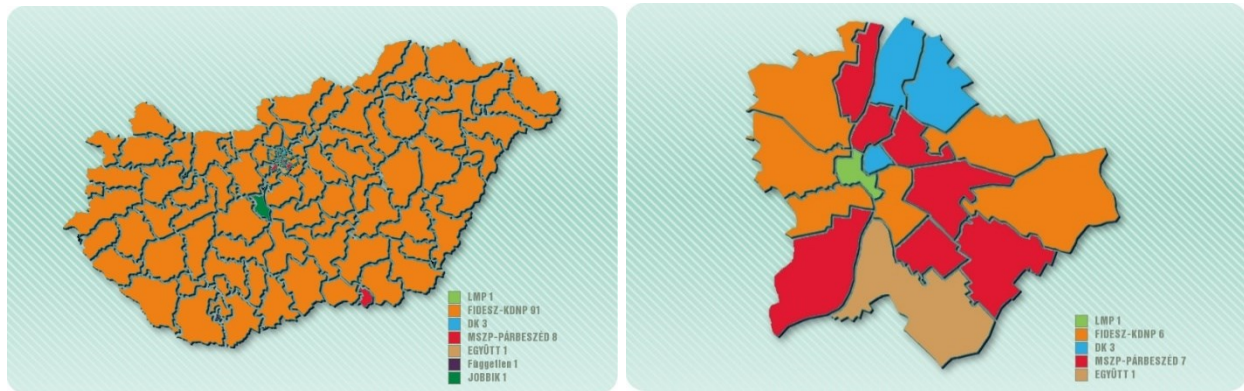 LMP 1
FIDESZ-KDNP 91
DK 3
MSZP-PÁRBESZÉD 8
EGYÜTT 1
Független 1
JOBBIK 1
LMP 1
FIDESZ-KDNP 6
DK 3
MSZP-PÁRBESZÉD 7
EGYÜTT 1